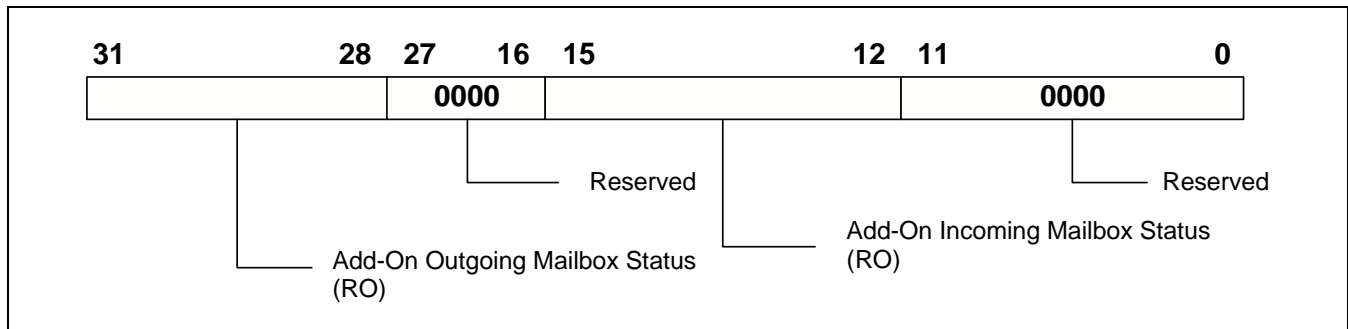 31 28 27 16 15 12 11 0
0000 0000
Reserved Reserved
Add-On Incoming Mailbox Status
(RO)
Add-On Outgoing Mailbox Status
(RO)